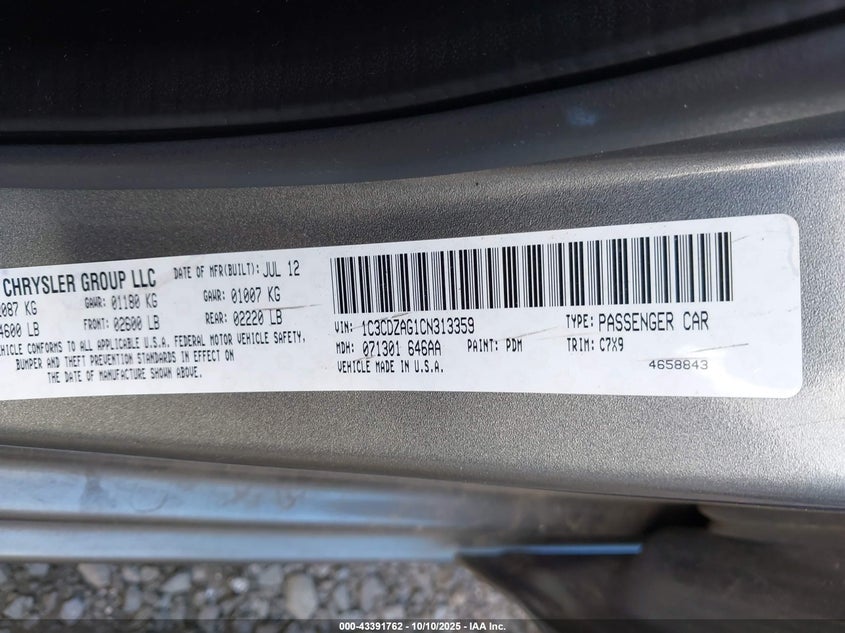 CHRYSLER GROUP LLC DATE OF MFR(BUILT): JUL 12
087 KG GAWR: 01180 KG GAWR: 01007 KG
4600 LB FRONT: 02600 LB REAR: 02220 LB
VEHICLE CONFORMS TO ALL APPLICABLE U.S.A. FEDERAL MOTOR VEHICLE SAFETY,
BUMPER AND THEFT PREVENTION STANDARDS IN EFFECT ON
THE DATE OF MANUFACTURE SHOWN ABOVE.
VIN: 1C3CDZAG1CN313359 TYPE: PASSENGER CAR
MDH: 071301 646AA PAINT: PDM TRIM: C7X9
VEHICLE MADE IN U.S.A. 4658843
000-43391762 - 10/10/2025 - IAA Inc.